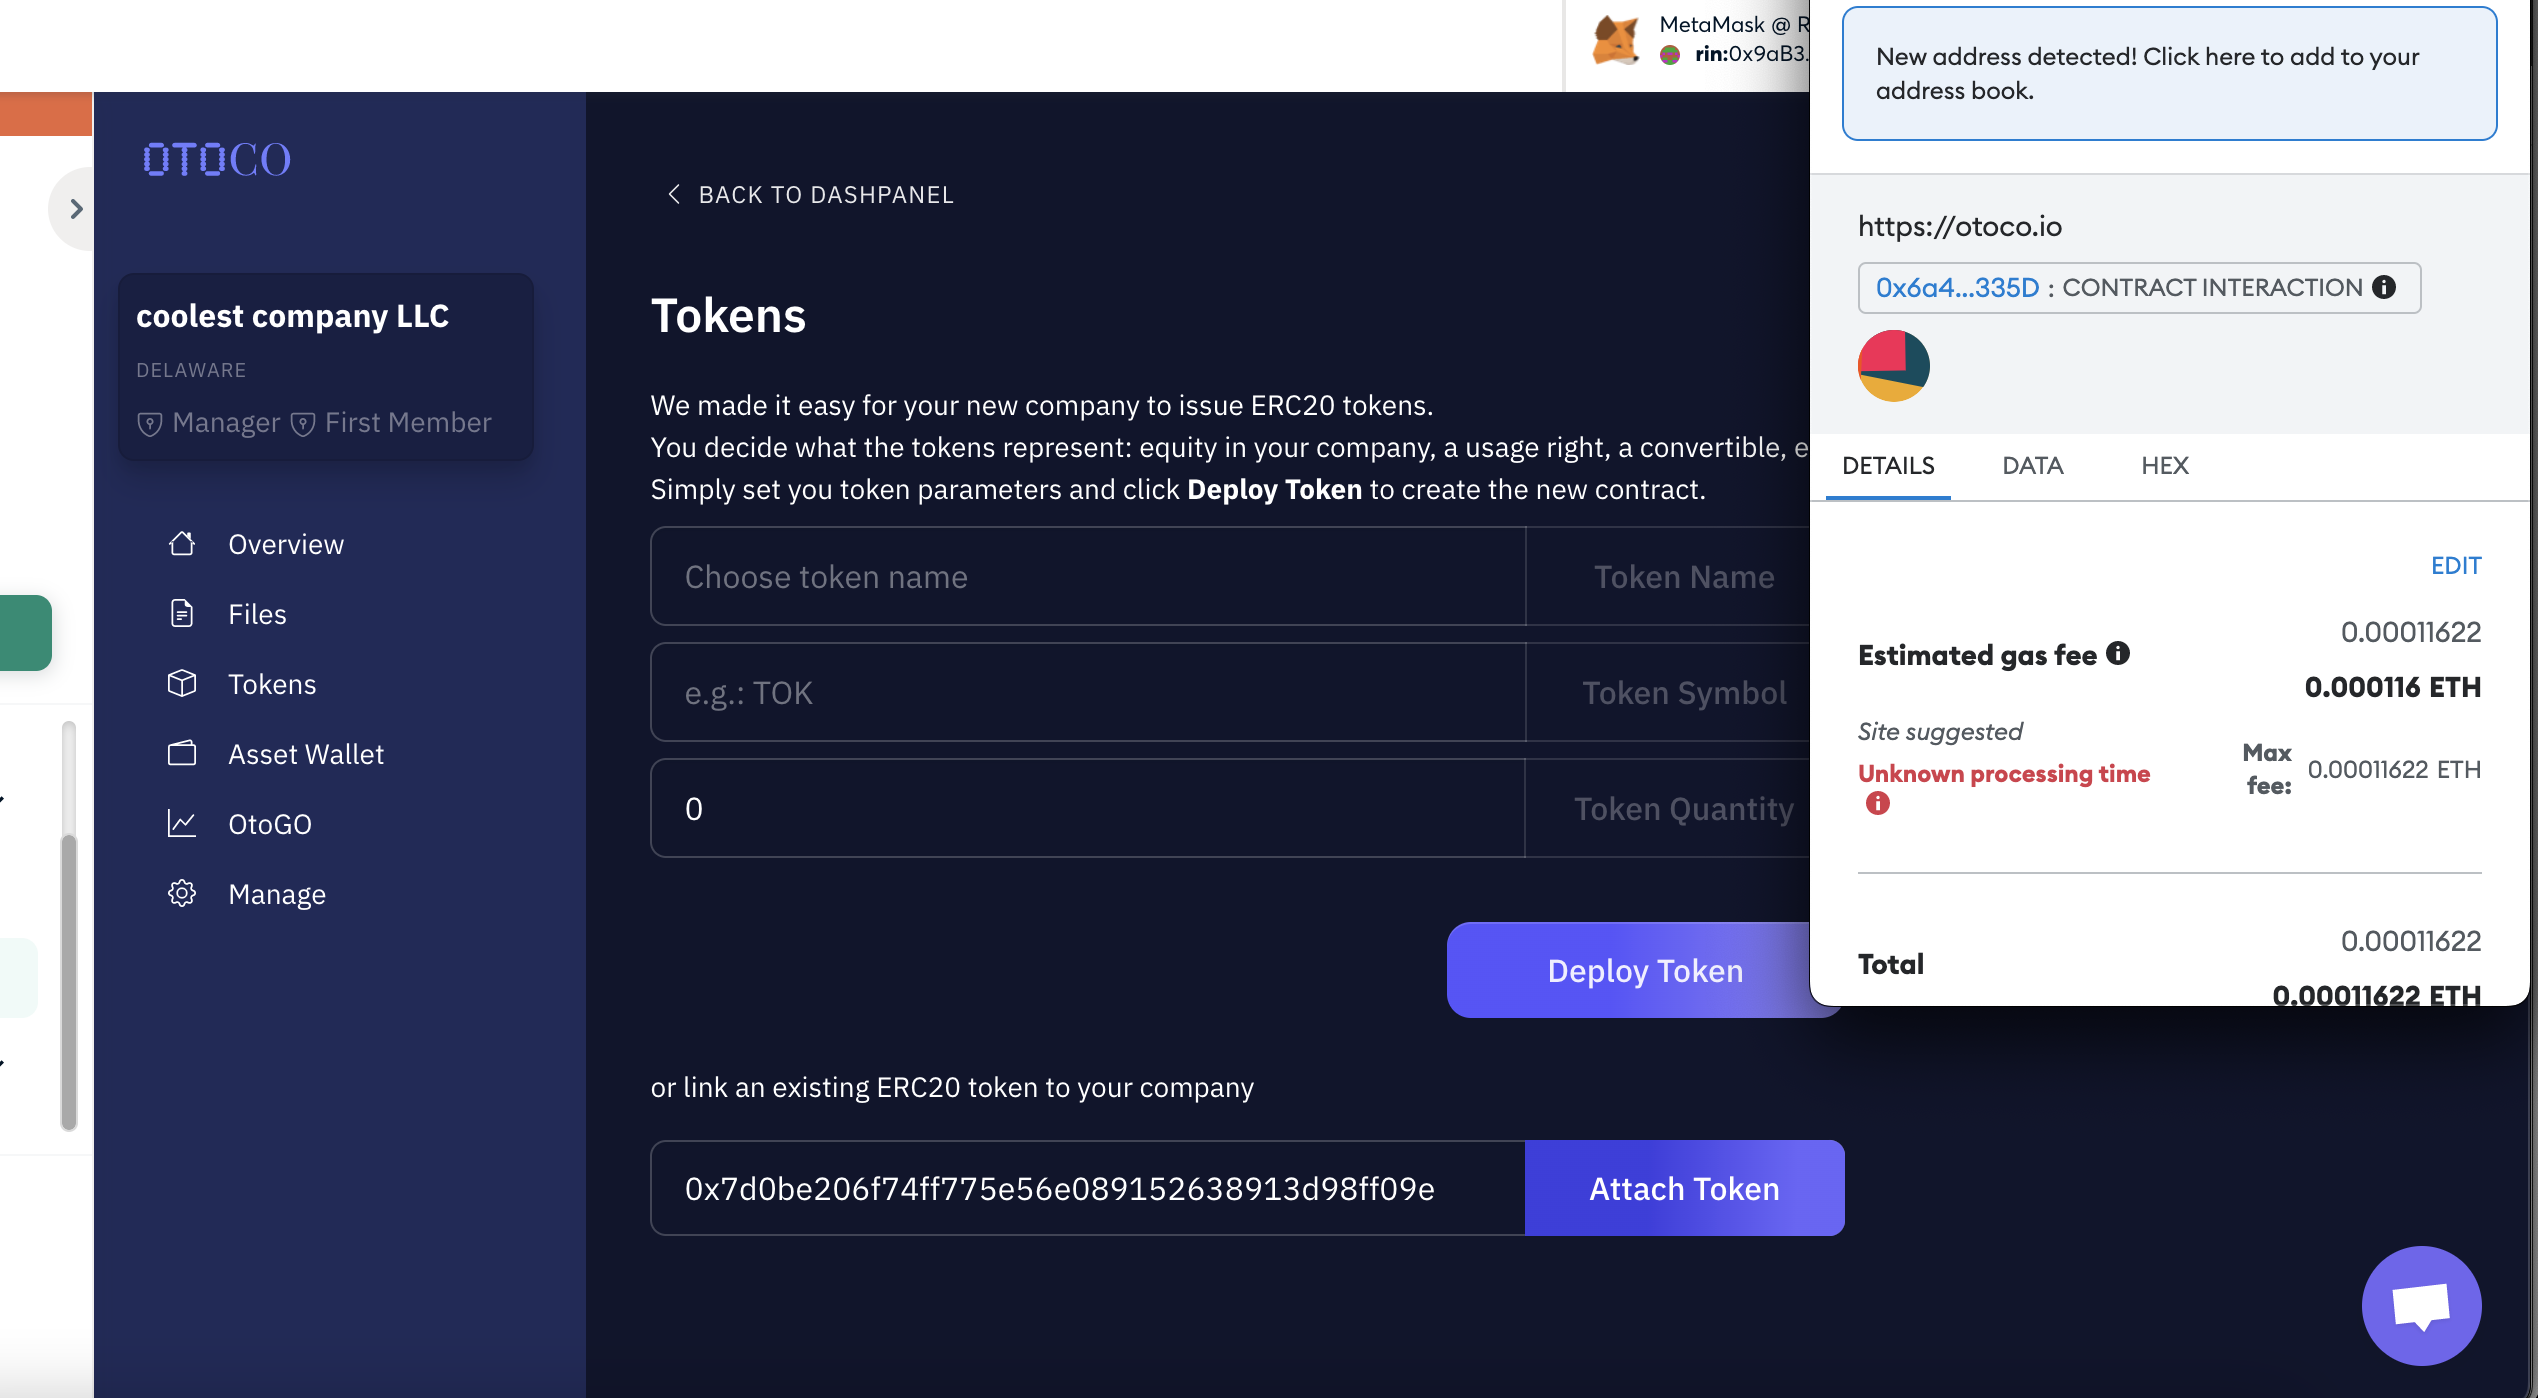 MetaMask @ R
rin:0x9aB3.
OTOCO
coolest company LLC
DELAWARE
Manager First Member
Overview
Files
Tokens
Asset Wallet
OtoGO
Manage
BACK TO DASHPANEL
Tokens
We made it easy for your new company to issue ERC20 tokens.
You decide what the tokens represent: equity in your company, a usage right, a convertible, e
Simply set you token parameters and click Deploy Token to create the new contract.
Choose token name Token Name
e.g.: TOK Token Symbol
0 Token Quantity
Deploy Token
or link an existing ERC20 token to your company
0x7d0be206f74ff775e56e089152638913d98ff09e Attach Token
New address detected! Click here to add to your
address book.
https://otoco.io
0x6a4...335D : CONTRACT INTERACTION
DETAILS DATA HEX
EDIT
0.00011622
Estimated gas fee
0.000116 ETH
Site suggested
Unknown processing time
Max
fee:
0.00011622 ETH
0.00011622
Total
0.00011622 ETH